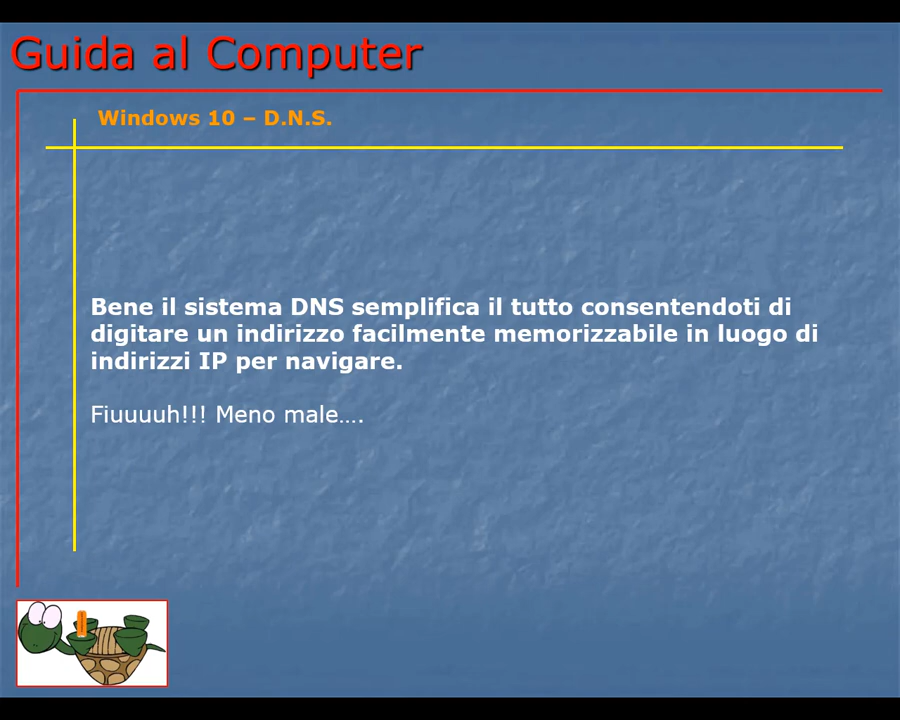 Guida al Computer
Windows 10 – D.N.S.
Bene il sistema DNS semplifica il tutto consentendoti di
digitare un indirizzo facilmente memorizzabile in luogo di
indirizzi IP per navigare.
Fiuuuuh!!! Meno male….